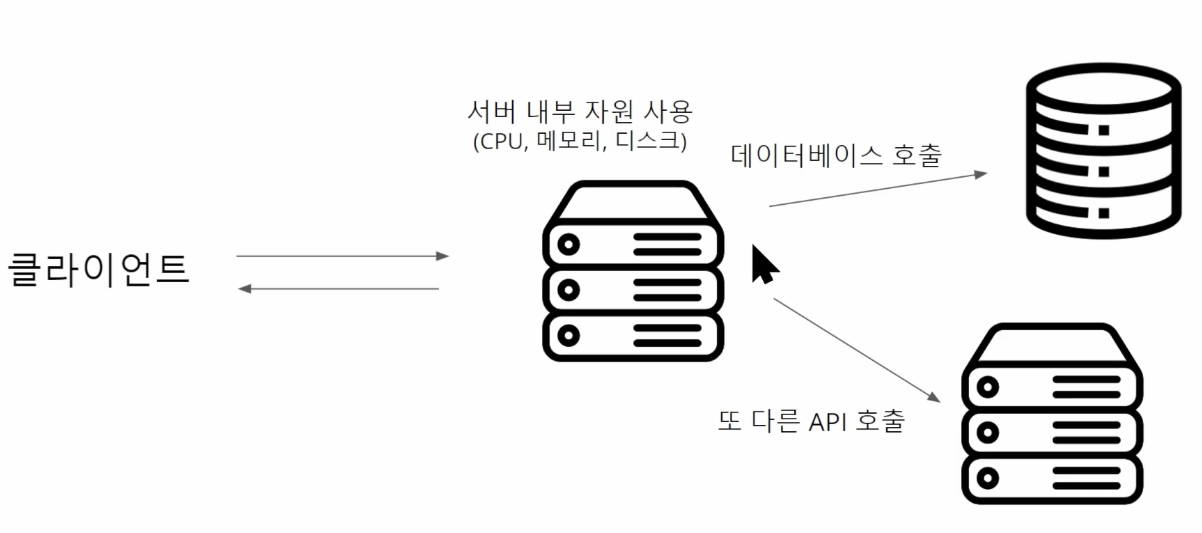 서버 내부 자원 사용
(CPU, 메모리, 디스크)
데이터베이스 호출
클라이언트
또 다른 API 호출